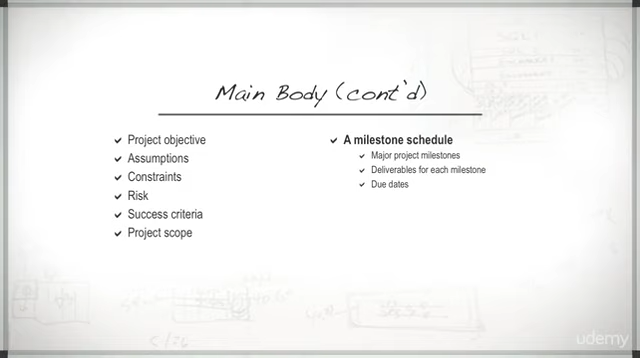 Main Body (cont'd)
Project objective
Assumptions
Constraints
Risk
Success criteria
Project scope
A milestone schedule
Major project milestones
Deliverables for each milestone
Due dates
udemy